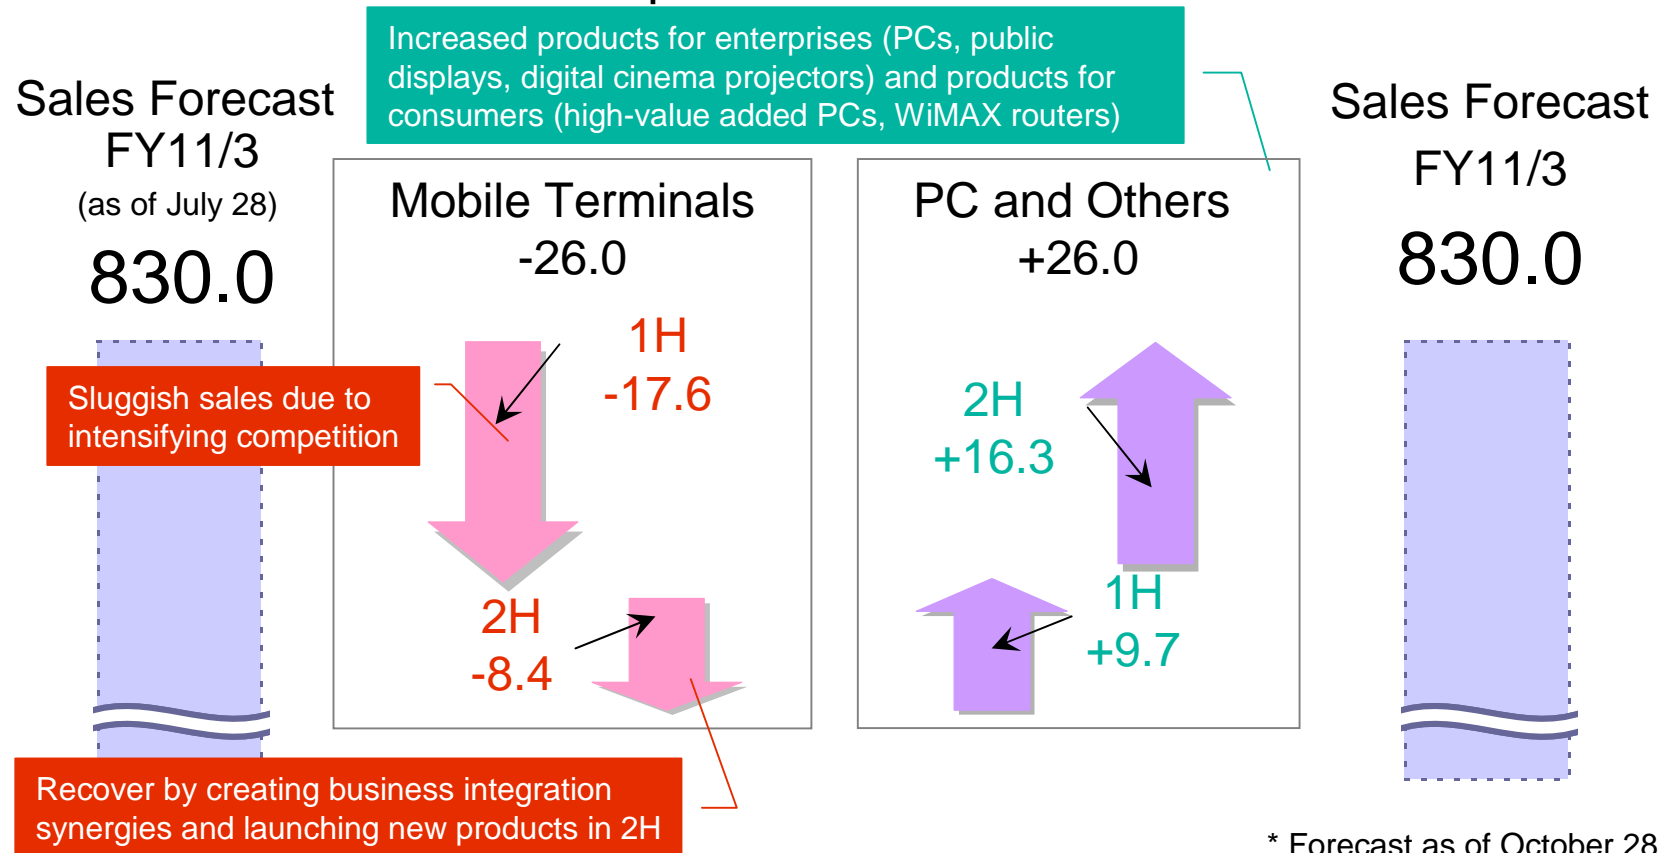 Increased products for enterprises (PCs, public
displays, digital cinema projectors) and products for
consumers (high-value added PCs, WiMAX routers)
Sales Forecast
FY11/3
(as of July 28)
830.0
Mobile Terminals
-26.0
1H
-17.6
Sluggish sales due to
intensifying competition
2H
-8.4
Recover by creating business integration
synergies and launching new products in 2H
PC and Others
+26.0
2H
+16.3
1H
+9.7
Sales Forecast
FY11/3
830.0
* Forecast as of October 28